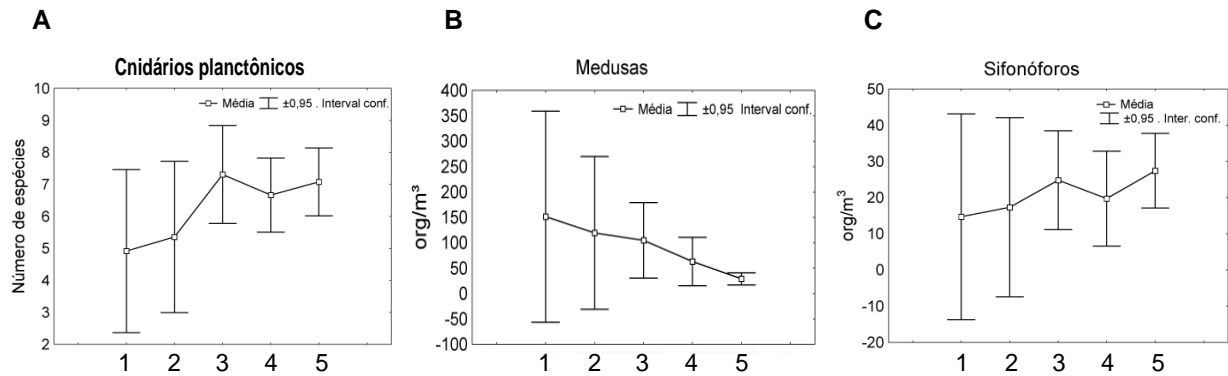 A
Cnidários planctônicos
Número de espécies
10
9
8
7
6
5
4
3
2
Média ±0,95 . Interval conf.
1 2 3 4 5
B
Medusas
org/m³
400
350
300
250
200
150
100
50
0
-50
-100
Média ±0,95 Interval conf.
1 2 3 4 5
C
Sifonóforos
org/m³
50
40
30
20
10
0
-10
-20
Média
±0,95 . Inter. conf.
1 2 3 4 5